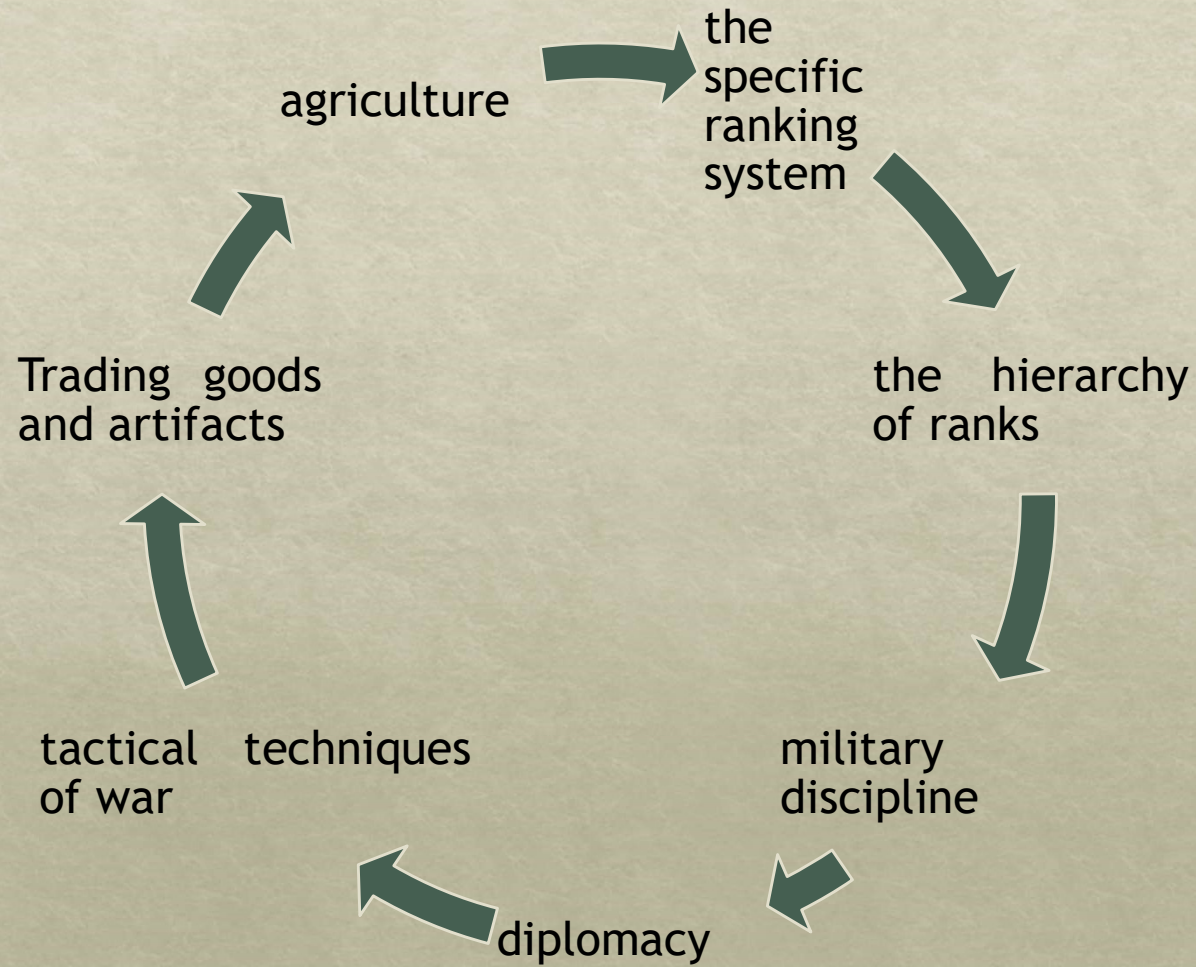 agriculture
the
specific
ranking
system
the hierarchy
of ranks
military
discipline
diplomacy
tactical techniques
of war
Trading goods
and artifacts